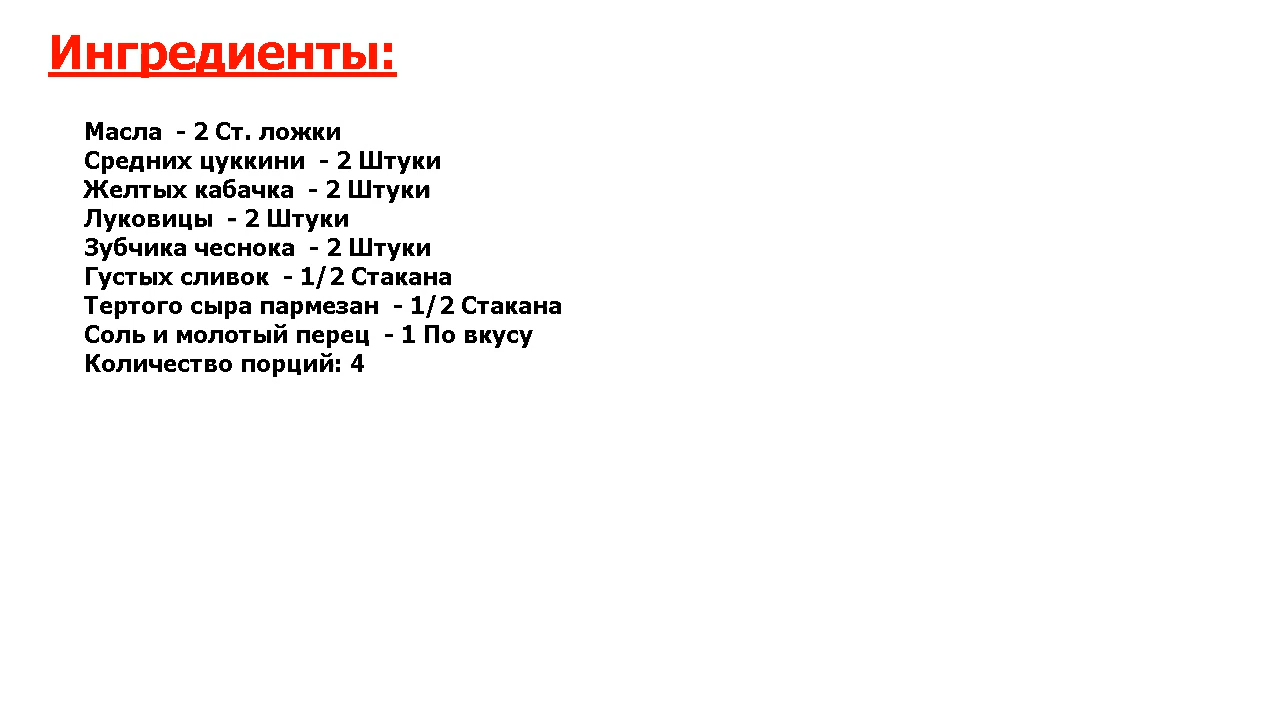 Ингредиенты:
Масла  - 2 Ст. ложки
Средних цуккини  - 2 Штуки
Желтых кабачка  - 2 Штуки
Луковицы  - 2 Штуки
Зубчика чеснока  - 2 Штуки
Густых сливок  - 1/2 Стакана
Тертого сыра пармезан  - 1/2 Стакана
Соль и молотый перец  - 1 По вкусу
Количество порций: 4